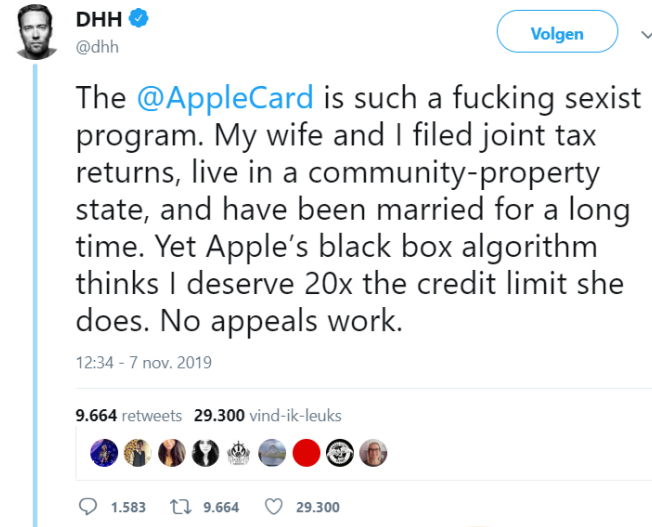 DHH
Volgen
@dhh
The @AppleCard is such a fucking sexist
program. My wife and I filed joint tax
returns, live in a community-property
state, and have been married for a long
time. Yet Apple’s black box algorithm
thinks I deserve 20x the credit limit she
does. No appeals work.
12:34 - 7 nov. 2019
9.664 retweets 29.300 vind-ik-leuks
1.583 9.664 29.300